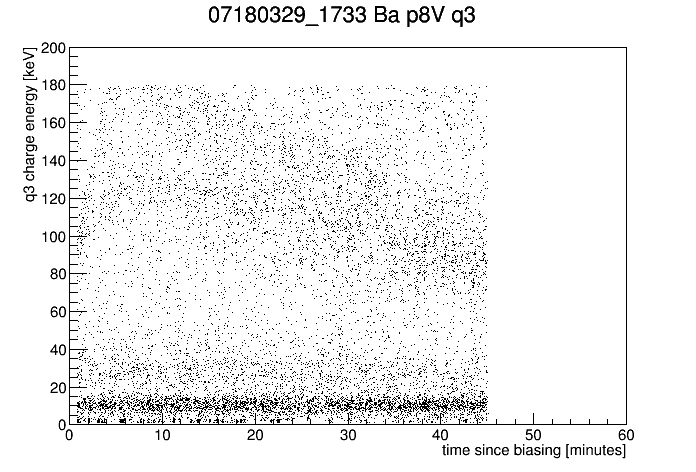 07180329_1733 Ba p8V q3
q3 charge energy [keV]
200
180
160
140
120
100
80
60
40
20
0
0 10 20 30 40 50 60
time since biasing [minutes]